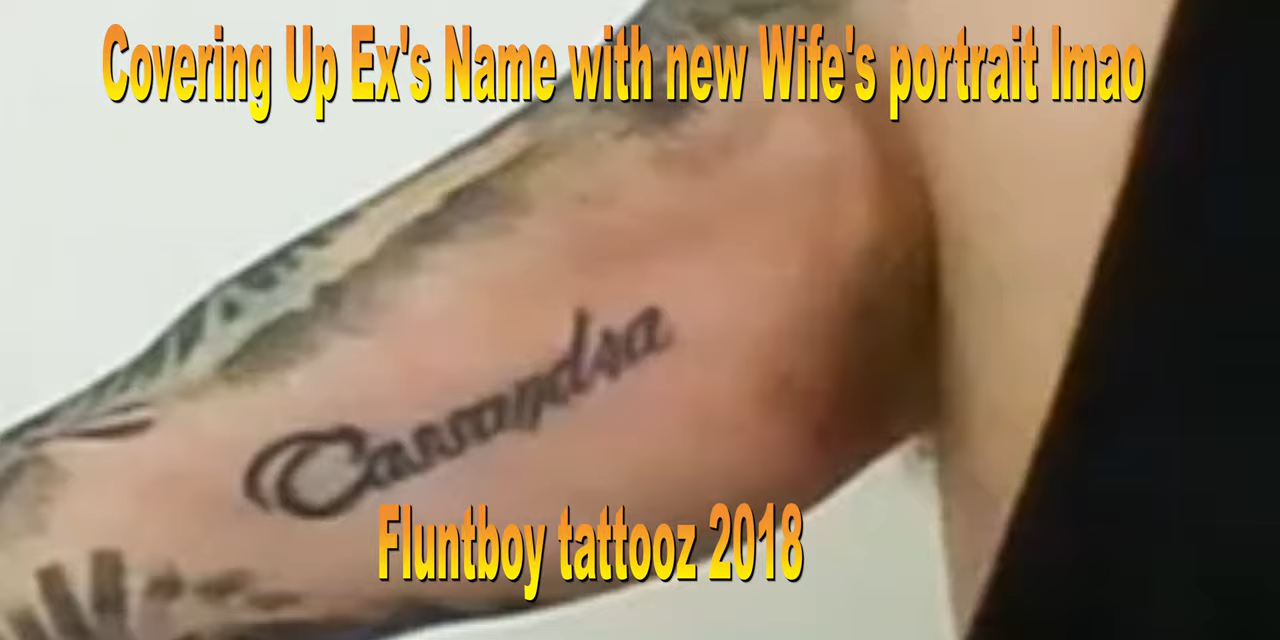 Covering Up Ex's Name with new Wife's portrait lmao
Cassandra
Fluntboy tattooz 2018